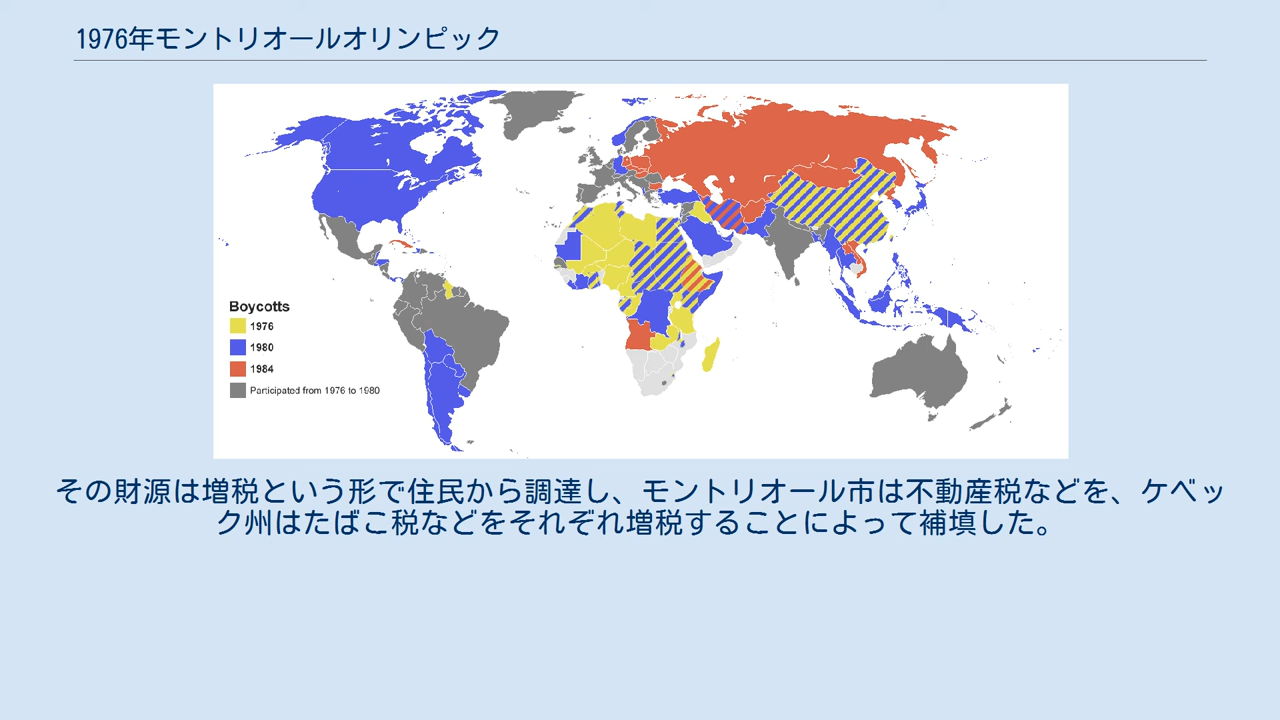 1976年モントリオールオリンピック
Boycotts
1976
1980
1984
Participated from 1976 to 1980
その財源は増税という形で住民から調達し、モントリオール市は不動産税などを、ケベッ
ク州はたばこ税などをそれぞれ増税することによって補填した。